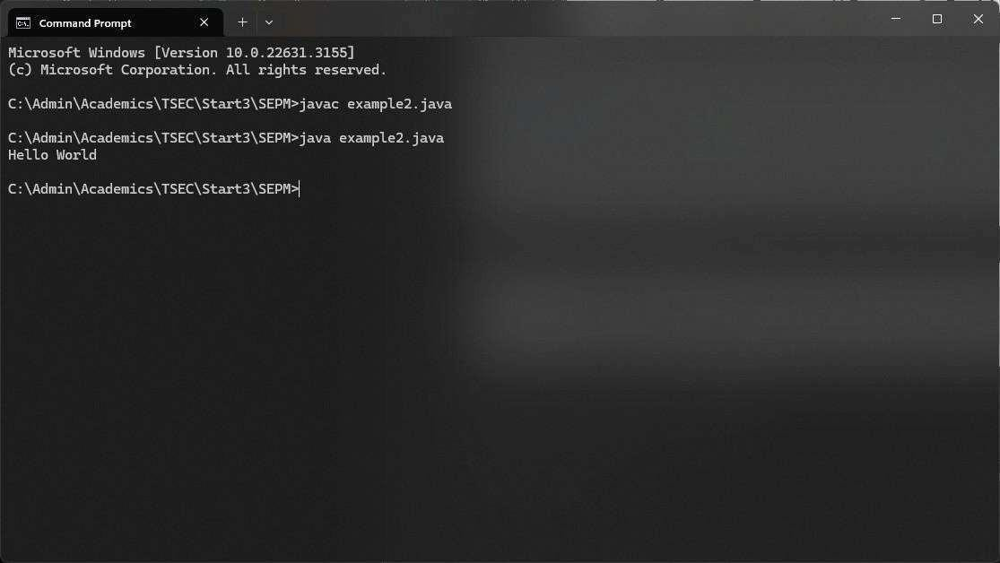 Command Prompt
Microsoft Windows [Version 10.0.22631.3155]
(c) Microsoft Corporation. All rights reserved.
C:\Admin\Academics\TSEC\Start3\SEPM>javac example2.java
C:\Admin\Academics\TSEC\Start3\SEPM>java example2.java
Hello World
C:\Admin\Academics\TSEC\Start3\SEPM>